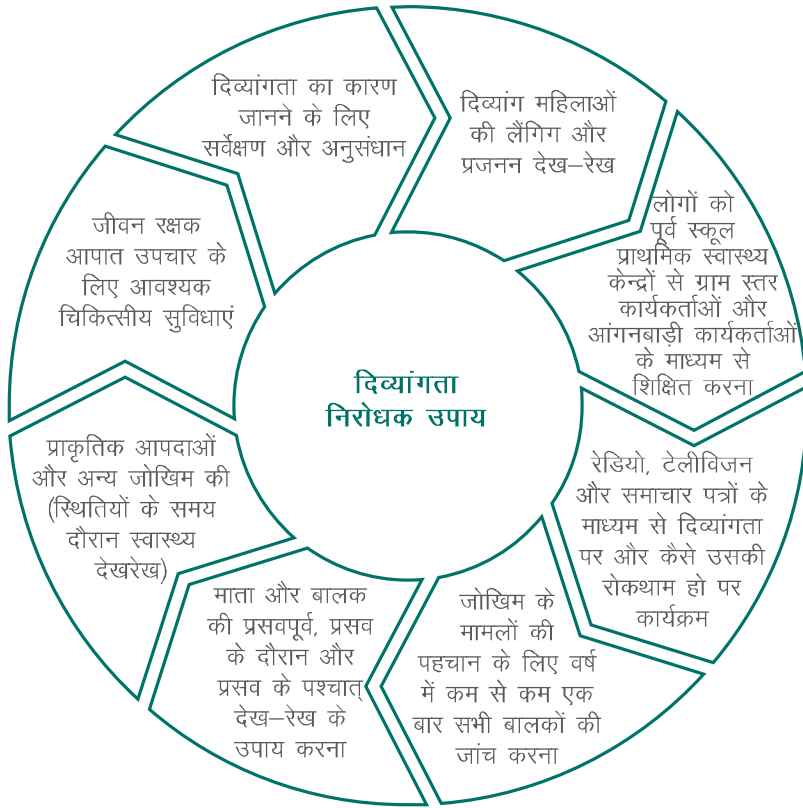 दिव्यांगता का कारण
जानने के लिए
सर्वेक्षण और अनुसंधान
दिव्यांग महिलाओं
की लैंगिग और
प्रजनन देख–रेख
लोगों को
पूर्व स्कूल
प्राथमिक स्वास्थ्य
केन्द्रों से ग्राम स्तर
कार्यकर्ताओं और
आंगनबाड़ी कार्यकर्ताओं
के माध्यम से
शिक्षित करना
रेडियो, टेलीविजन
और समाचार पत्रों के
माध्यम से दिव्यांगता
पर और कैसे उसकी
रोकथाम हो पर
कार्यक्रम
जोखिम के
मामलों की
पहचान के लिए वर्ष
में कम से कम एक
बार सभी बालकों की
जांच करना
माता और बालक
की प्रसवपूर्व, प्रसव
के दौरान और
प्रसव के पश्चात्
देख–रेख के
उपाय करना
प्राकृतिक आपदाओं
और अन्य जोखिम की
(स्थितियों के समय
दौरान स्वास्थ्य
देखरेख)
जीवन रक्षक
आपात उपचार के
लिए आवश्यक
चिकित्सीय सुविधाएं
दिव्यांगता
निरोधक उपाय